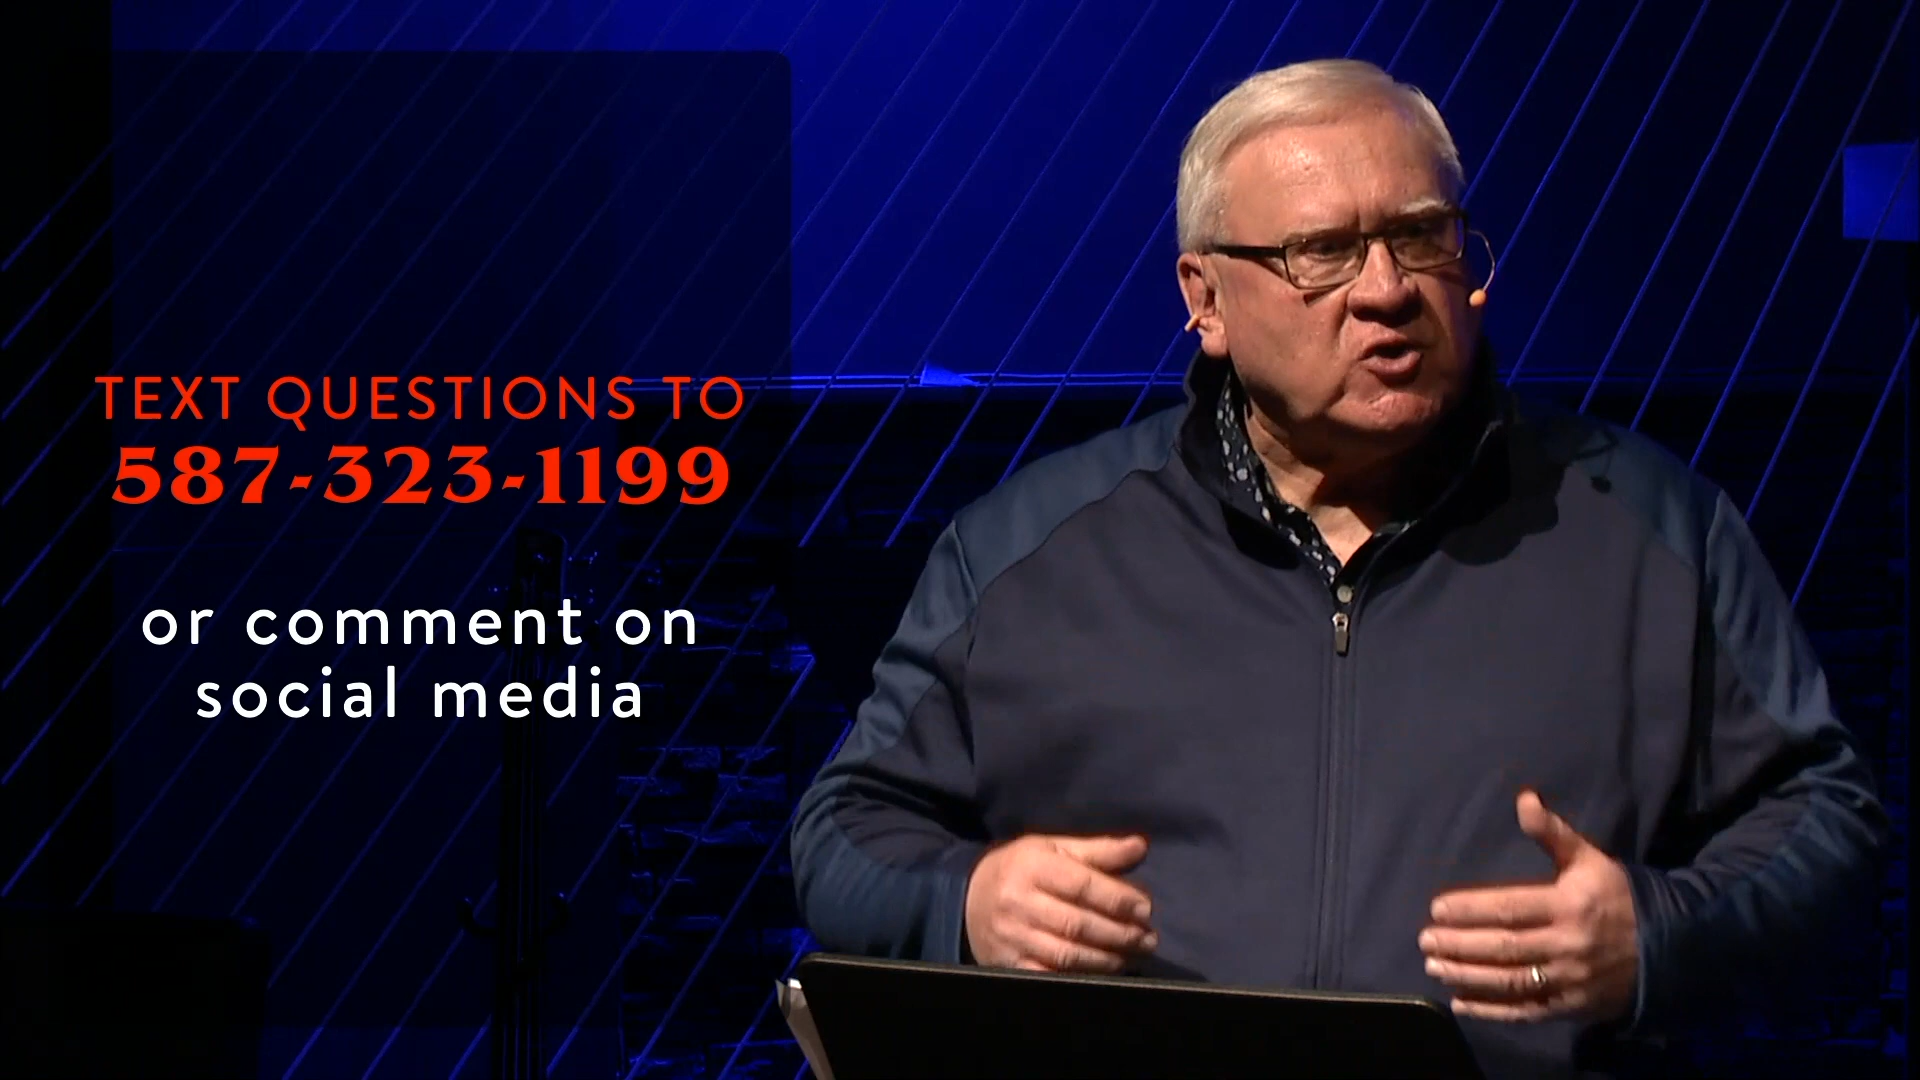 TEXT QUESTIONS TO
587-323-1199
or comment on
social media